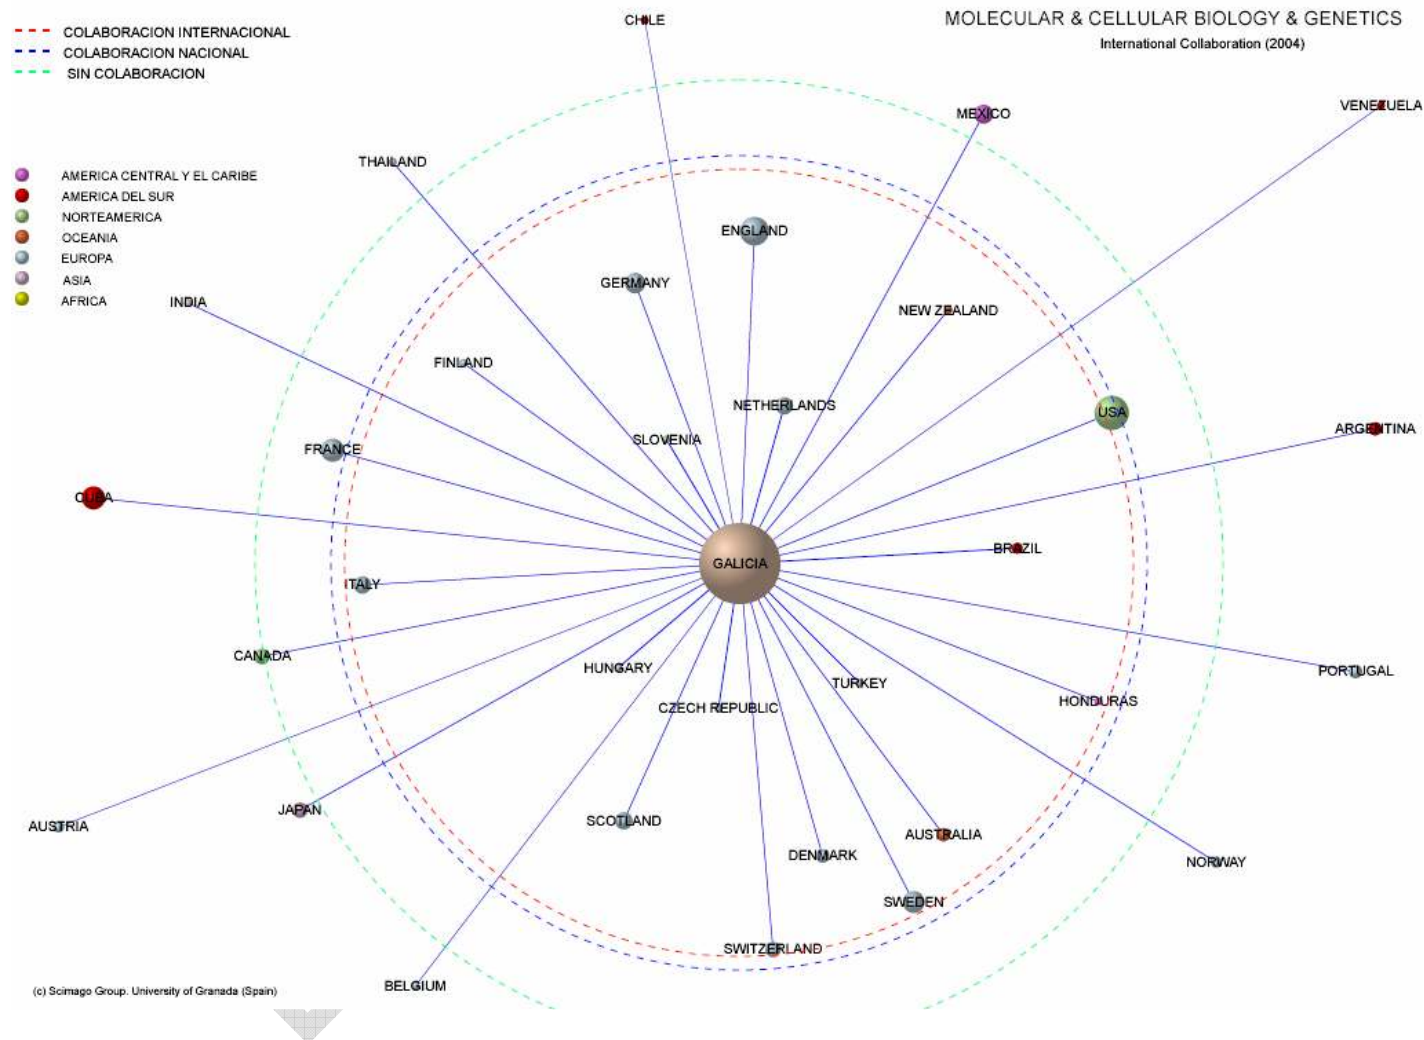 MOLECULAR & CELLULAR BIOLOGY & GENETICS
International Collaboration (2004)
COLABORACION INTERNACIONAL
COLABORACION NACIONAL
SIN COLABORACION
AMERICA CENTRAL Y EL CARIBE
AMERICA DEL SUR
NORTEAMERICA
OCEANIA
EUROPA
ASIA
AFRICA
CHILE
VENEZUELA
MEXICO
THAILAND
ENGLAND
GERMANY
INDIA
NEW ZEALAND
FINLAND
NETHERLANDS
USA
ARGENTINA
SLOVENIA
FRANCE
CUBA
BRAZIL
GALICIA
ITALY
CANADA
HUNGARY
PORTUGAL
TURKEY
HONDURAS
CZECH REPUBLIC
JAPAN
SCOTLAND
AUSTRIA
AUSTRALIA
DENMARK
NORWAY
SWEDEN
SWITZERLAND
BELGIUM
(c) Scimago Group. University of Granada (Spain)